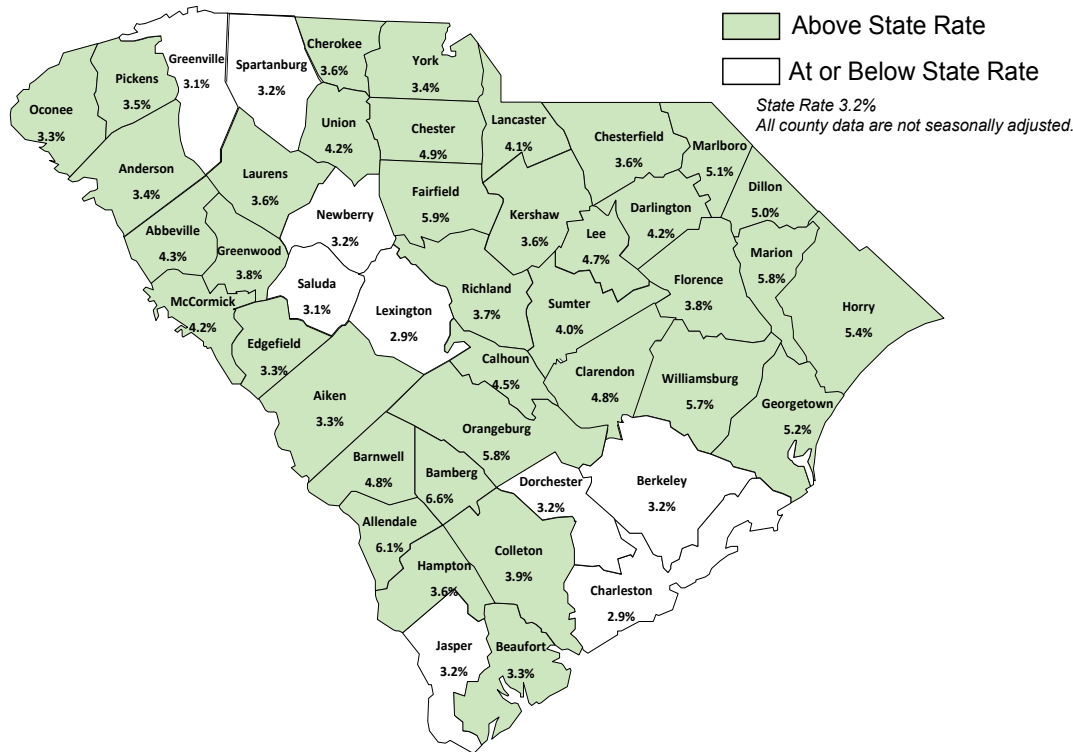 Above State Rate
At or Below State Rate
State Rate 3.2%
All county data are not seasonally adjusted.
Cherokee
3.6%
York
3.4%
Greenville
3.1%
Spartanburg
3.2%
Pickens
3.5%
Oconee
3.3%
Union
4.2%
Chester
4.9%
Lancaster
4.1%
Chesterfield
3.6%
Marlboro
5.1%
Dillon
5.0%
Anderson
3.4%
Laurens
3.6%
Fairfield
5.9%
Kershaw
3.6%
Darlington
4.2%
Lee
4.7%
Newberry
3.2%
Abbeville
4.3%
Greenwood
3.8%
Marion
5.8%
Florence
3.8%
Saluda
3.1%
Richland
3.7%
McCormick
4.2%
Lexington
2.9%
Sumter
4.0%
Horry
5.4%
Edgefield
3.3%
Calhoun
4.5%
Clarendon
4.8%
Williamsburg
5.7%
Aiken
3.3%
Georgetown
5.2%
Orangeburg
5.8%
Barnwell
4.8%
Bamberg
6.6%
Dorchester
3.2%
Berkeley
3.2%
Allendale
6.1%
Colleton
3.9%
Hampton
3.6%
Charleston
2.9%
Jasper
3.2%
Beaufort
3.3%